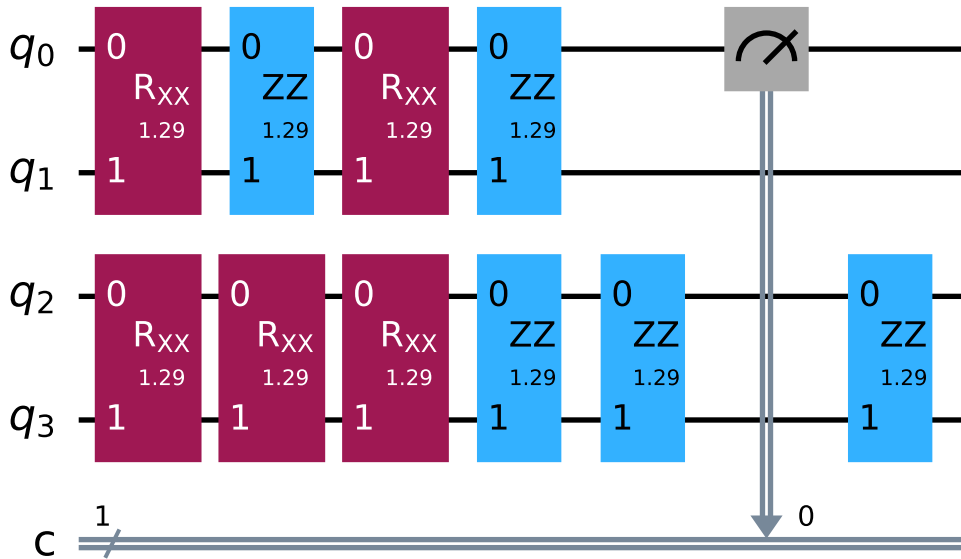 q0 0 0 0 0
RXX ZZ RXX ZZ
1.29 1.29 1.29 1.29
q1 1 1 1 1
q2 0 0 0 0 0 0
RXX RXX RXX ZZ ZZ ZZ
1.29 1.29 1.29 1.29 1.29 1.29
q3 1 1 1 1 1 1
1 0
c